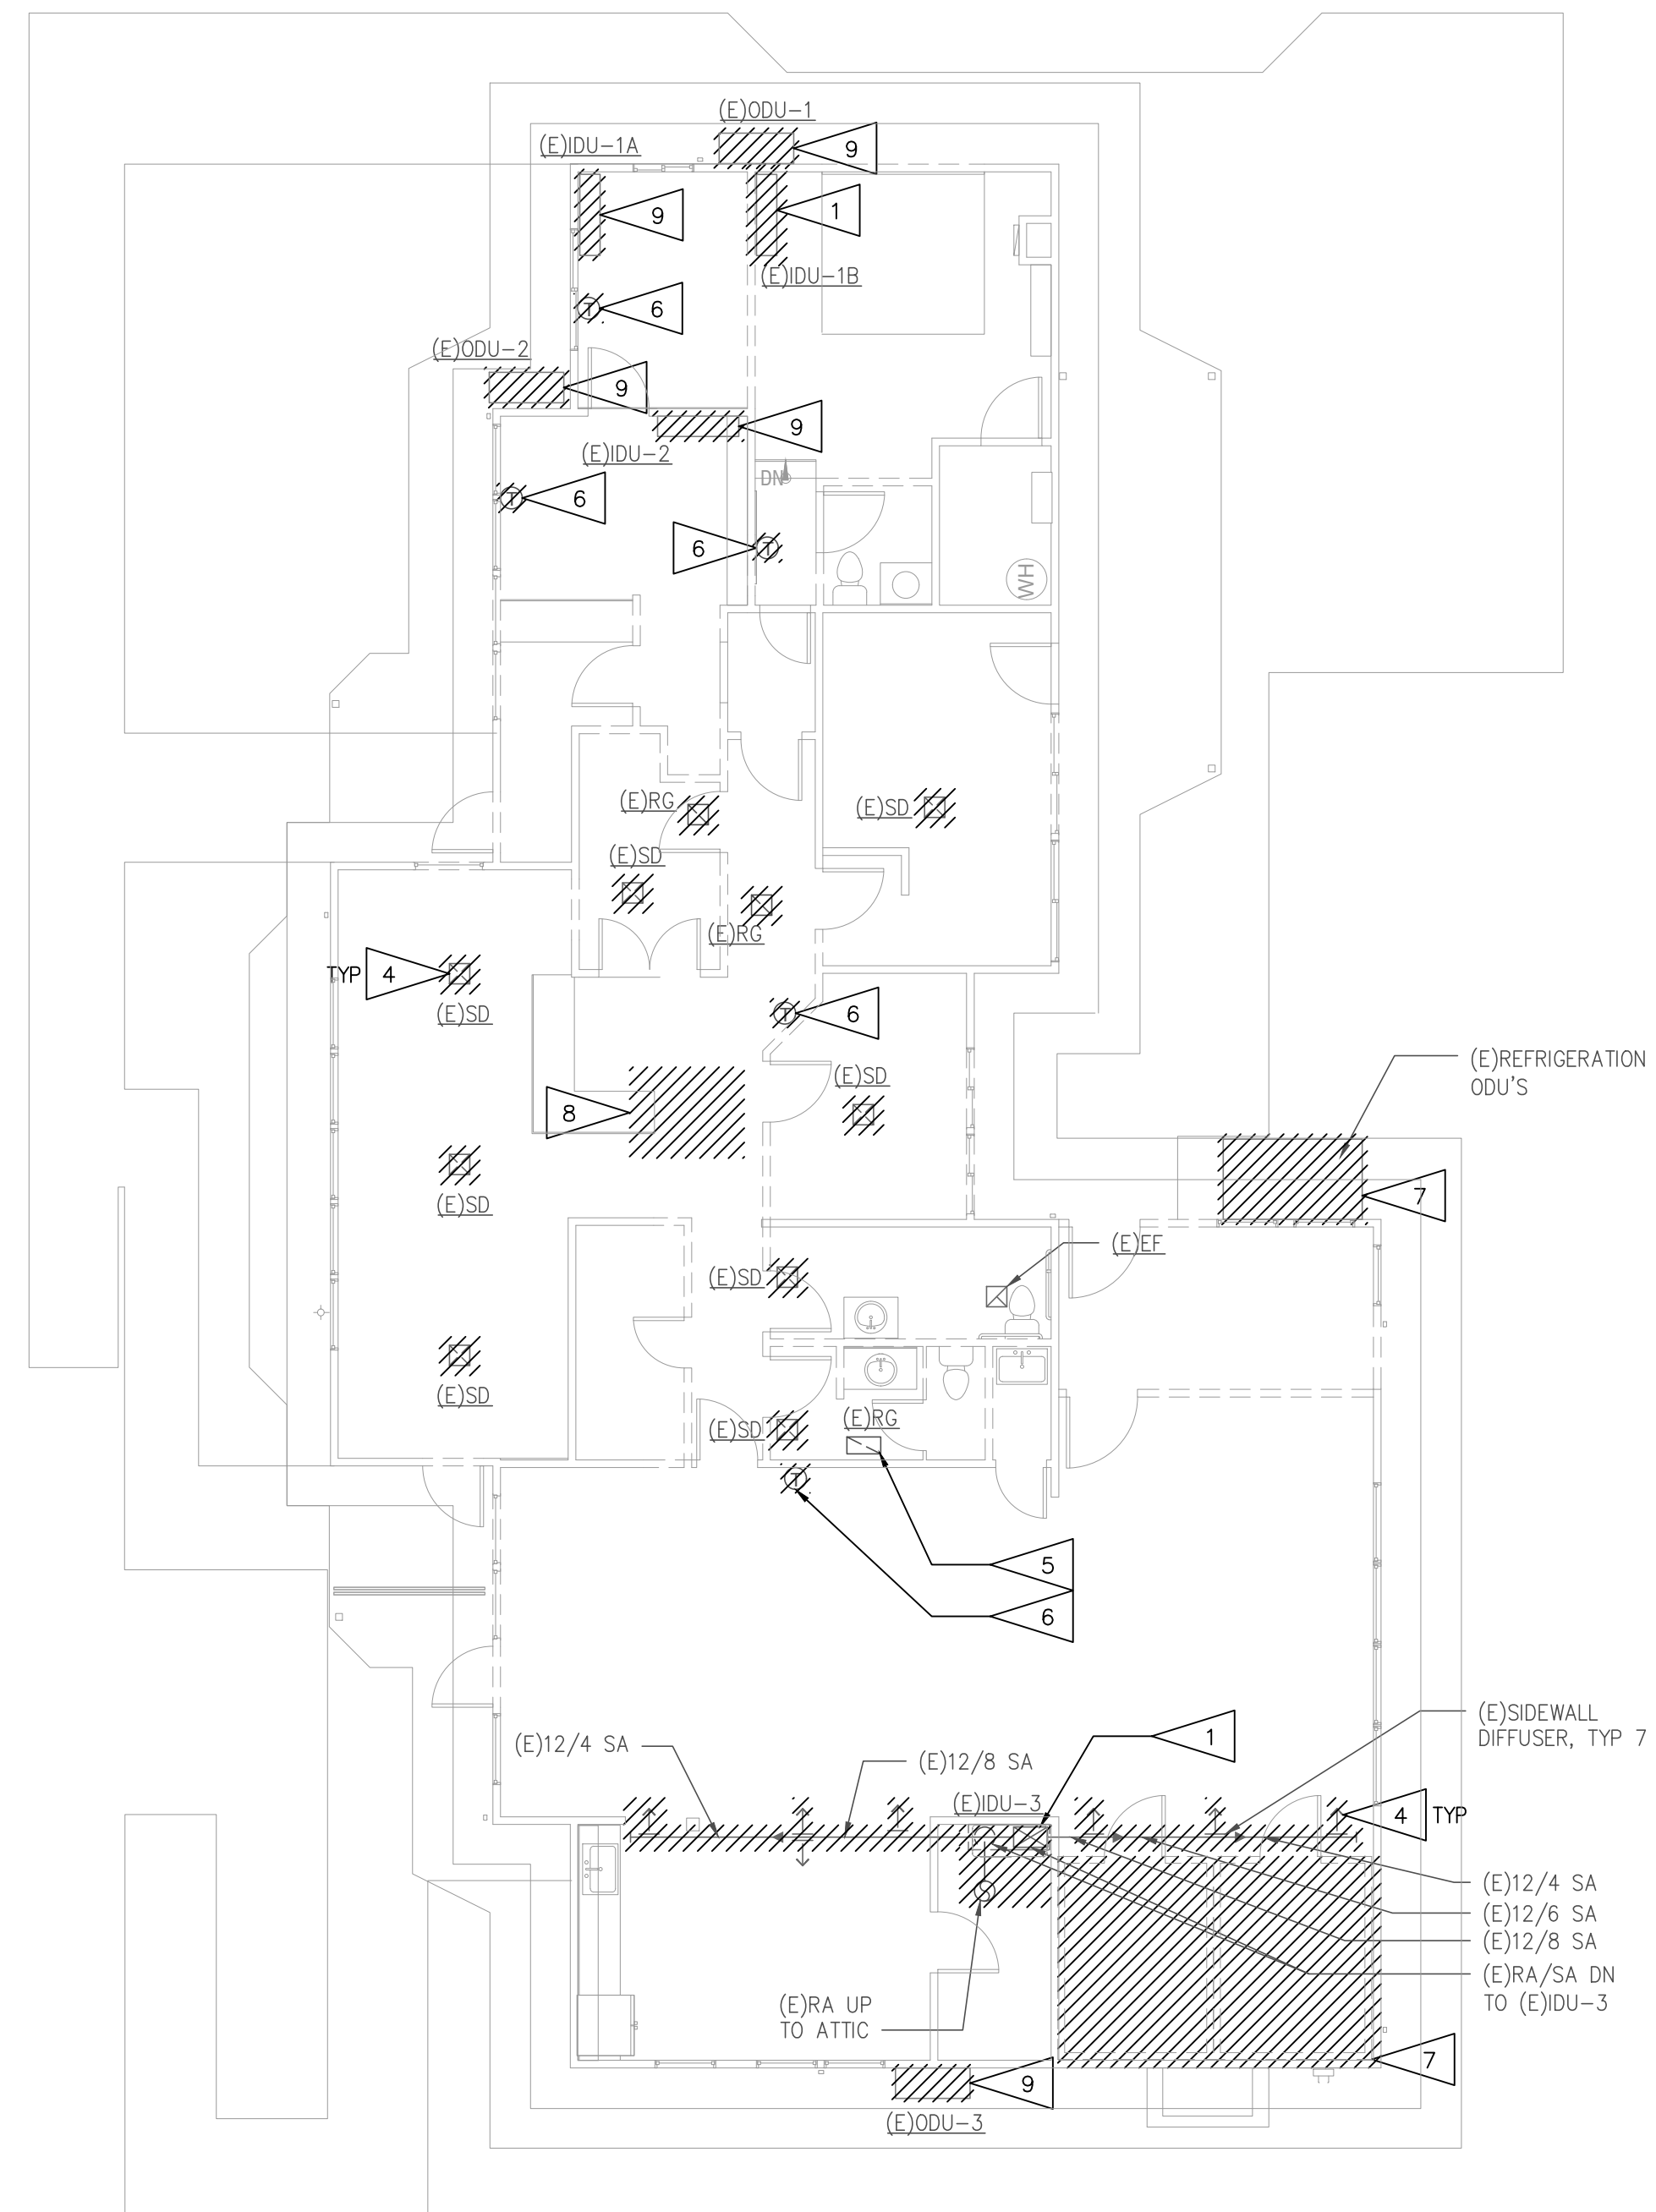 (E)ODU-1
(E)IDU-1A
9
9
1
(E)IDU-1B
6
(E)ODU-2
T
9
9
(E)IDU-2
DN
T
6
6
T
WH
(E)RG
(E)SD
(E)SD
(E)RG
TYP
4
(E)SD
T
6
(E)REFRIGERATION
ODU'S
(E)SD
8
(E)SD
7
(E)EF
(E)SD
(E)SD
(E)RG
(E)SD
T
5
6
(E)SIDEWALL
DIFFUSER, TYP 7
1
(E)12/4 SA
(E)12/8 SA
(E)IDU-3
4
TYP
(E)12/4 SA
(E)12/6 SA
(E)12/8 SA
(E)RA/SA DN
TO (E)IDU-3
(E)RA UP
TO ATTIC
7
9
(E)ODU-3